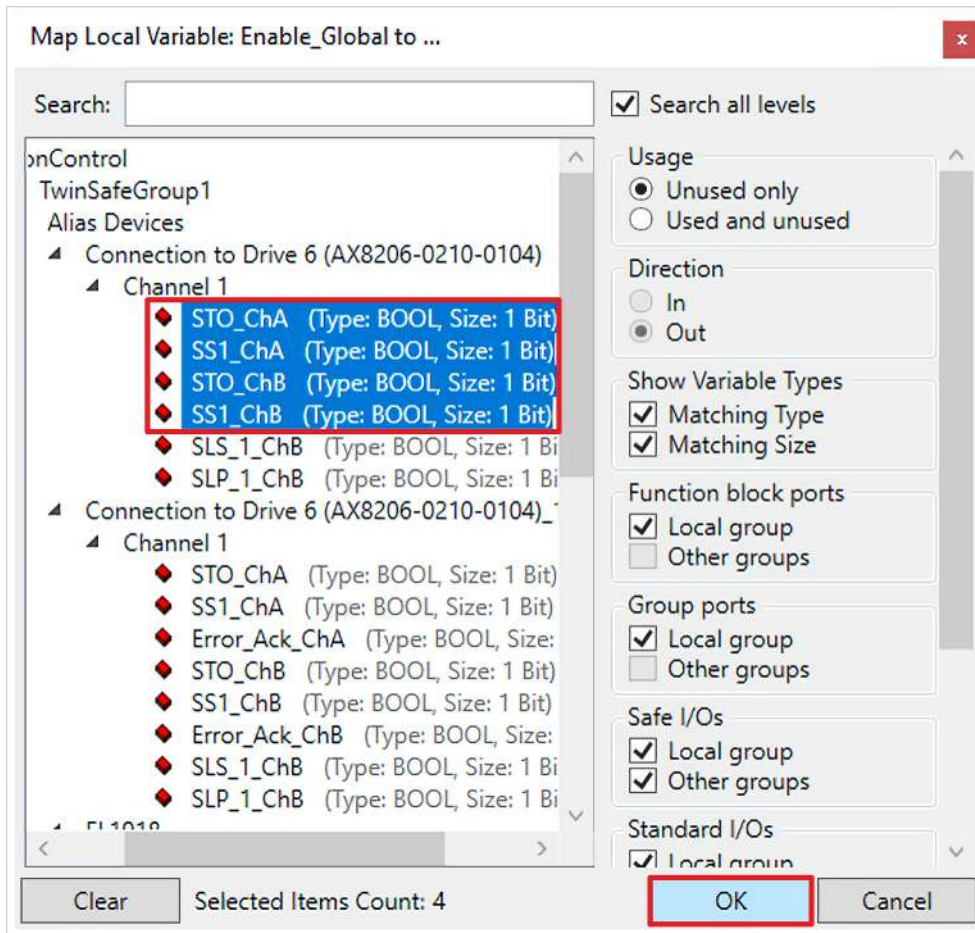 Map Local Variable: Enable_Global to ...
x
Search:
Search all levels
onControl
TwinSafeGroup1
Alias Devices
Connection to Drive 6 (AX8206-0210-0104)
Channel 1
STO_ChA (Type: BOOL, Size: 1 Bit)
SS1_ChA (Type: BOOL, Size: 1 Bit)
STO_ChB (Type: BOOL, Size: 1 Bit)
SS1_ChB (Type: BOOL, Size: 1 Bit)
SLS_1_ChB (Type: BOOL, Size: 1 Bi
SLP_1_ChB (Type: BOOL, Size: 1 Bi
Connection to Drive 6 (AX8206-0210-0104)_1
Channel 1
STO_ChA (Type: BOOL, Size: 1 Bit)
SS1_ChA (Type: BOOL, Size: 1 Bit)
Error_Ack_ChA (Type: BOOL, Size:
STO_ChB (Type: BOOL, Size: 1 Bit)
SS1_ChB (Type: BOOL, Size: 1 Bit)
Error_Ack_ChB (Type: BOOL, Size:
SLS_1_ChB (Type: BOOL, Size: 1 Bi
SLP_1_ChB (Type: BOOL, Size: 1 Bi
EL1918
Usage
Unused only
Used and unused
Direction
In
Out
Show Variable Types
Matching Type
Matching Size
Function block ports
Local group
Other groups
Group ports
Local group
Other groups
Safe I/Os
Local group
Other groups
Standard I/Os
Local group
Clear
Selected Items Count: 4
OK
Cancel